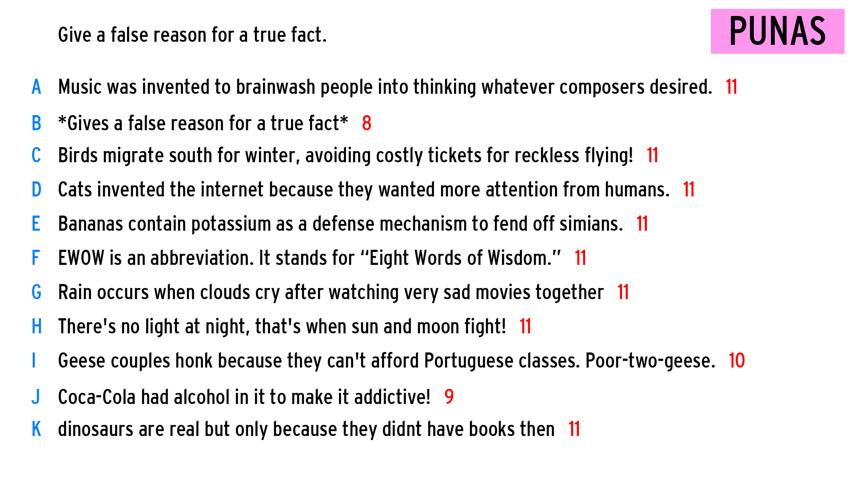 Give a false reason for a true fact.
PUNAS
A Music was invented to brainwash people into thinking whatever composers desired. 11
B *Gives a false reason for a true fact* 8
C Birds migrate south for winter, avoiding costly tickets for reckless flying! 11
D Cats invented the internet because they wanted more attention from humans. 11
E Bananas contain potassium as a defense mechanism to fend off simians. 11
F EWOW is an abbreviation. It stands for “Eight Words of Wisdom.” 11
G Rain occurs when clouds cry after watching very sad movies together 11
H There's no light at night, that's when sun and moon fight! 11
I Geese couples honk because they can't afford Portuguese classes. Poor-two-geese. 10
J Coca-Cola had alcohol in it to make it addictive! 9
K dinosaurs are real but only because they didnt have books then 11